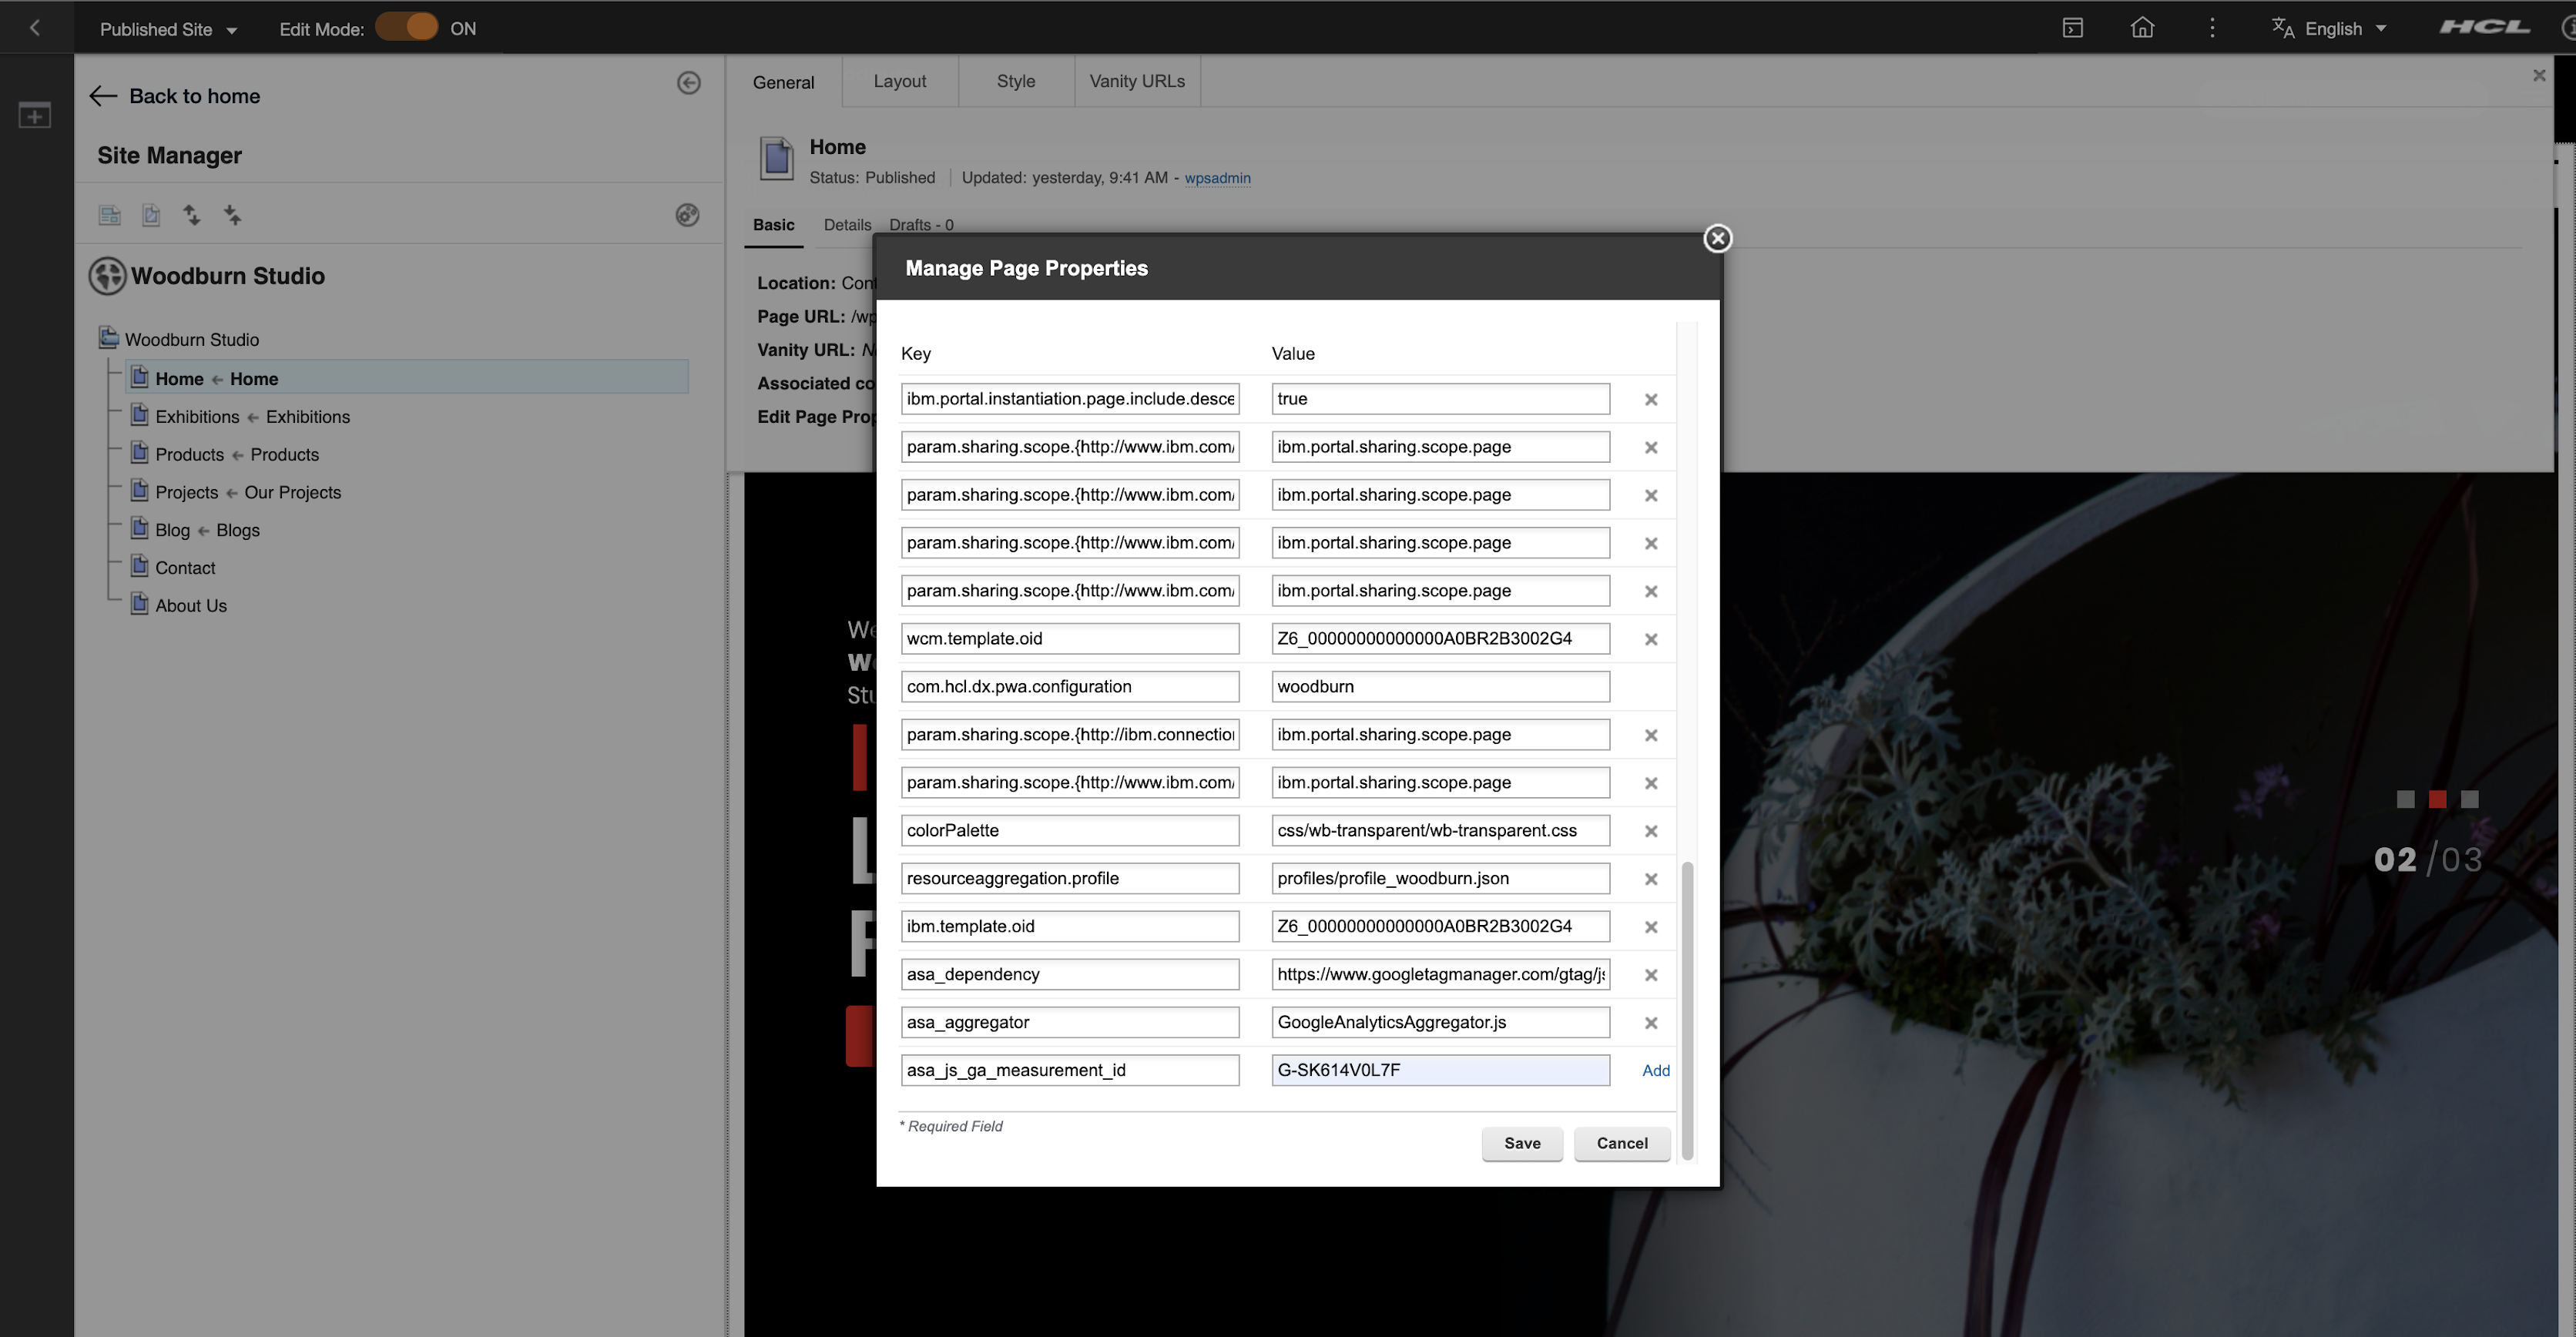 Published Site
Edit Mode:
ON
English
HCL
Back to home
Site Manager
Woodburn Studio
Woodburn Studio
Home ← Home
Exhibitions ← Exhibitions
Products ← Products
Projects ← Our Projects
Blog ← Blogs
Contact
About Us
General
Layout
Style
Vanity URLs
Home
Status: Published | Updated: yesterday, 9:41 AM - wpsadmin
Basic
Details
Drafts - 0
Location:
Page URL:
Vanity URL:
Associated
Edit Page
Manage Page Properties
Key Value
ibm.portal.instantiation.page.include.desce true
param.sharing.scope.{http://www.ibm.com/ ibm.portal.sharing.scope.page
param.sharing.scope.{http://www.ibm.com/ ibm.portal.sharing.scope.page
param.sharing.scope.{http://www.ibm.com/ ibm.portal.sharing.scope.page
param.sharing.scope.{http://www.ibm.com/ ibm.portal.sharing.scope.page
wcm.template.oid Z6_00000000000000A0BR2B3002G4
com.hcl.dx.pwa.configuration woodburn
param.sharing.scope.{http://ibm.connection ibm.portal.sharing.scope.page
param.sharing.scope.{http://www.ibm.com/ ibm.portal.sharing.scope.page
colorPalette css/wb-transparent/wb-transparent.css
resourceaggregation.profile profiles/profile_woodburn.json
ibm.template.oid Z6_00000000000000A0BR2B3002G4
asa_dependency https://www.googletagmanager.com/gtag/js
asa_aggregator GoogleAnalyticsAggregator.js
asa_js_ga_measurement_id G-SK614V0L7F Add
* Required Field
Save Cancel
02 /03